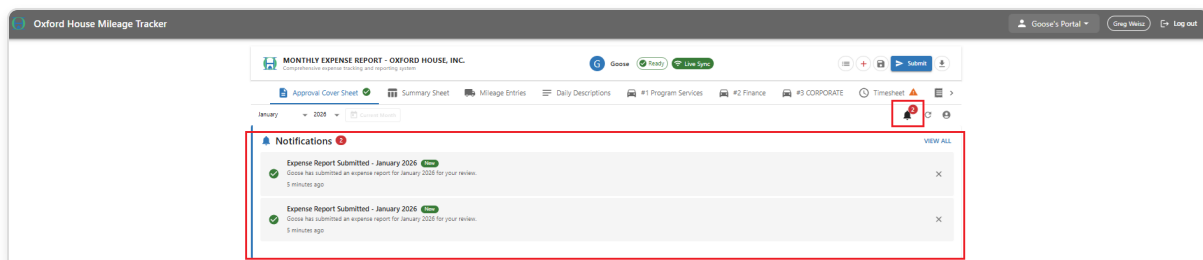 Oxford House Mileage Tracker
Goose's Portal
Greg Weisz
Log out
MONTHLY EXPENSE REPORT - OXFORD HOUSE, INC.
Comprehensive expense tracking and reporting system
G
Goose
Ready
Live Sync
Submit
Approval Cover Sheet
Summary Sheet
Mileage Entries
Daily Descriptions
#1 Program Services
#2 Finance
#3 CORPORATE
Timesheet
January
2026
Current Month
2
Notifications 2
VIEW ALL
Expense Report Submitted - January 2026 New
Goose has submitted an expense report for January 2026 for your review.
5 minutes ago
Expense Report Submitted - January 2026 New
Goose has submitted an expense report for January 2026 for your review.
5 minutes ago